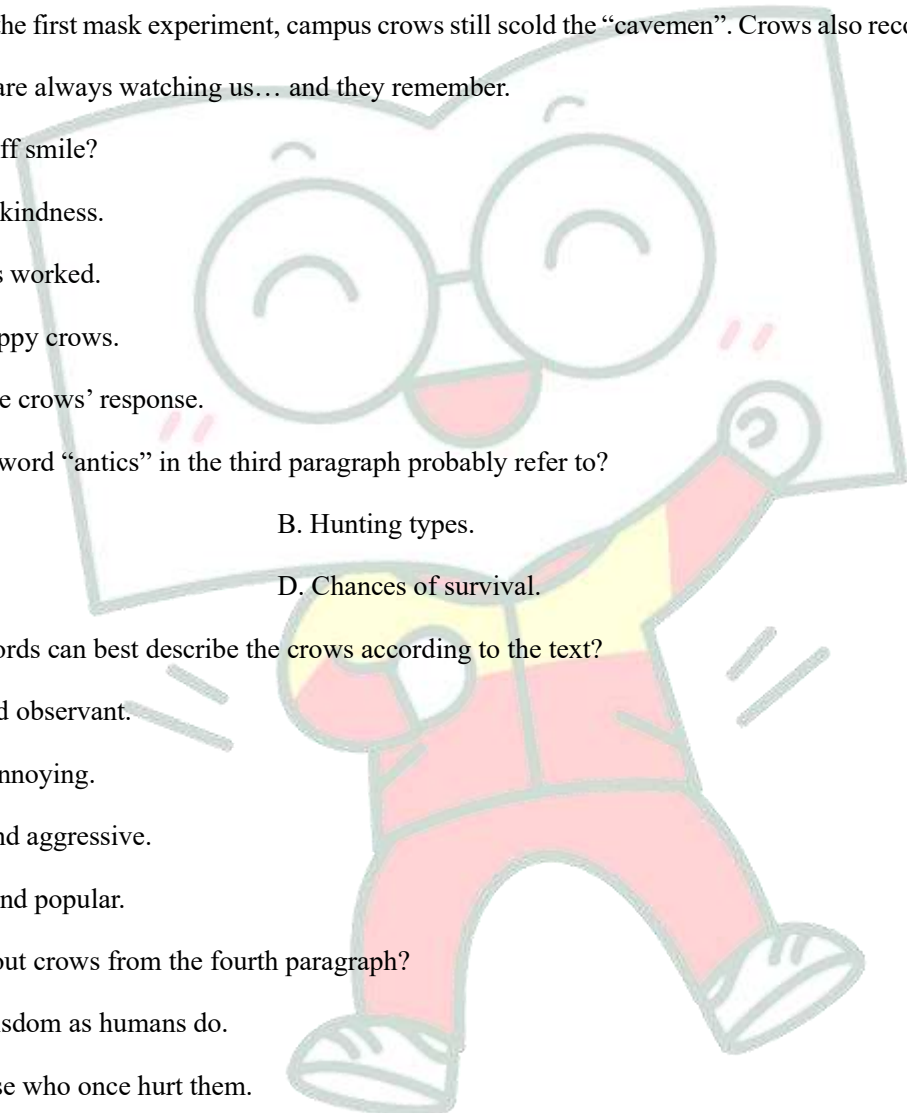 the first mask experiment, campus crows still scold the “cavemen”. Crows also reco
are always watching us… and they remember.
ff smile?
kindness.
s worked.
ppy crows.
e crows’ response.
word “antics” in the third paragraph probably refer to?
B. Hunting types.
D. Chances of survival.
ords can best describe the crows according to the text?
d observant.
nnoying.
nd aggressive.
nd popular.
out crows from the fourth paragraph?
isdom as humans do.
se who once hurt them.